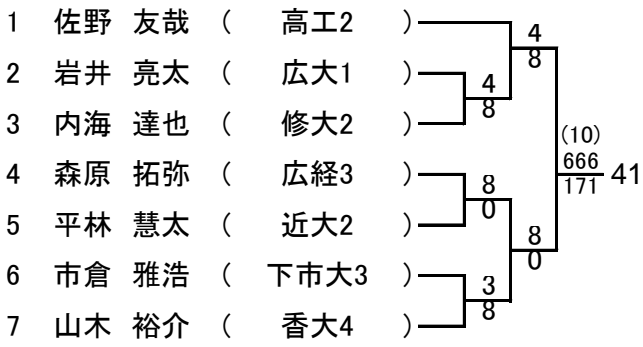 1 佐野 友哉 ( 高工2 )
4
8
2 岩井 亮太 ( 広大1 )
4
8
3 内海 達也 ( 修大2 )
(10)
666
171
41
4 森原 拓弥 ( 広経3 )
8
0
5 平林 慧太 ( 近大2 )
8
0
6 市倉 雅浩 ( 下市大3 )
3
8
7 山木 裕介 ( 香大4 )